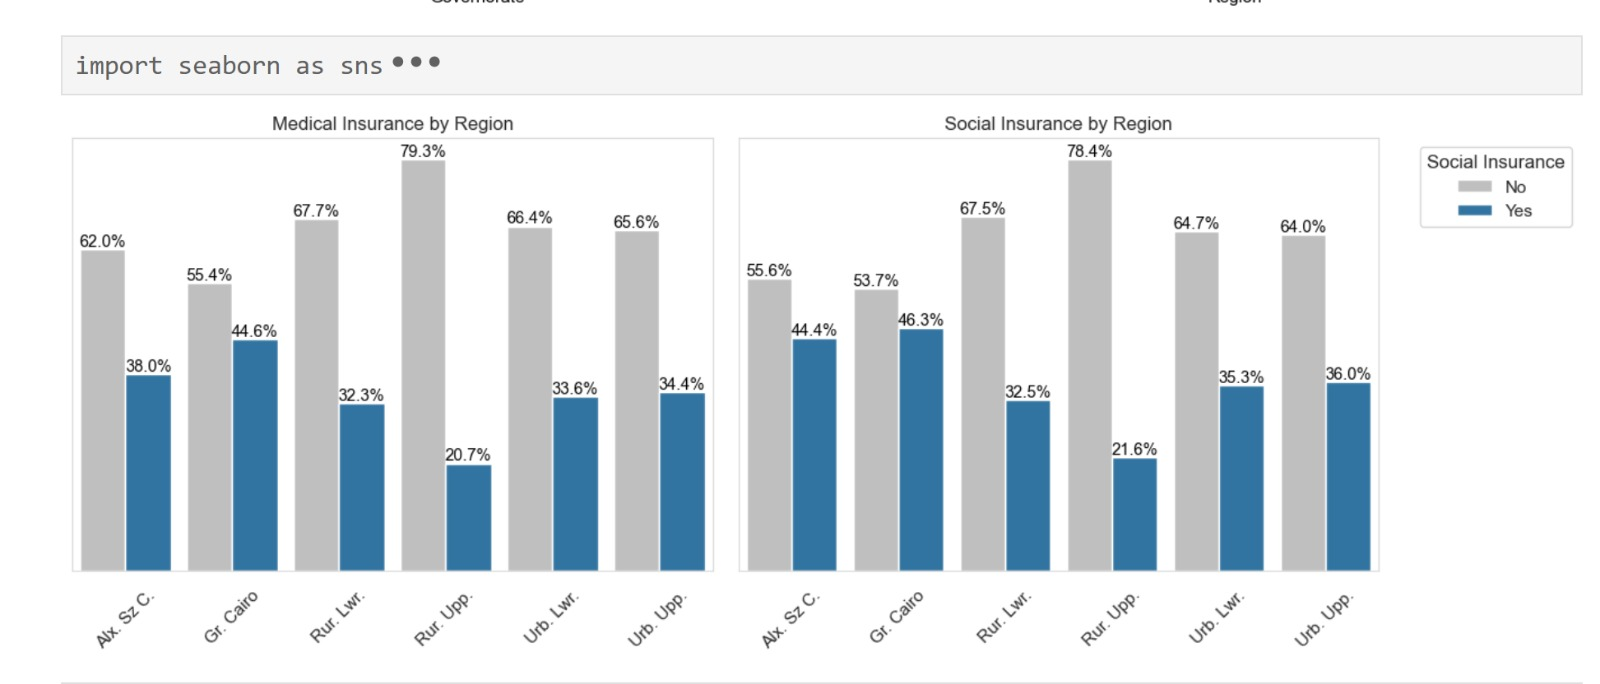 Governorate
Region
import seaborn as sns •••
Medical Insurance by Region
79.3%
67.7%
66.4%
65.6%
62.0%
55.4%
44.6%
38.0%
34.4%
33.6%
32.3%
20.7%
Alx. Sz C.
Gr. Cairo
Rur. Lwr.
Rur. Upp.
Urb. Lwr.
Urb. Upp.
Social Insurance by Region
78.4%
67.5%
64.7%
64.0%
55.6%
53.7%
46.3%
44.4%
36.0%
35.3%
32.5%
21.6%
Alx. Sz C.
Gr. Cairo
Rur. Lwr.
Rur. Upp.
Urb. Lwr.
Urb. Upp.
Social Insurance
No
Yes